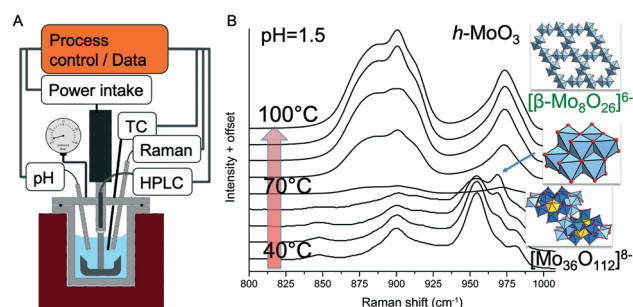 A
Process
control / Data
Power intake
TC
Raman
pH
HPLC
B
pH=1.5
h-MoO3
[β-Mo8O26]6-
100°C
70°C
40°C
[Mo36O112]8-
Intensity + offset
800 825 850 875 900 925 950 975 1000
Raman shift (cm-1)